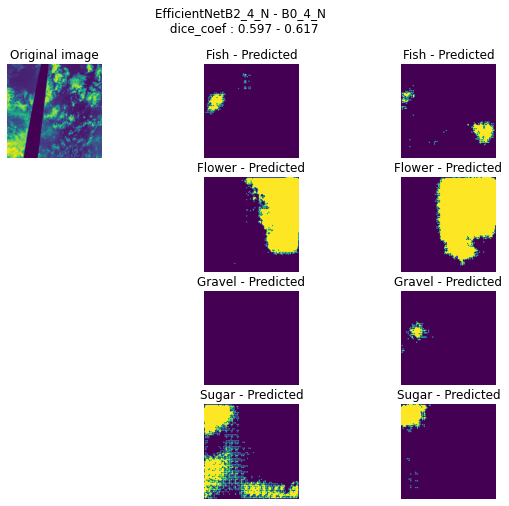 EfficientNetB2_4_N - B0_4_N
dice_coef : 0.597 - 0.617
Original image
Fish - Predicted
Fish - Predicted
Flower - Predicted
Flower - Predicted
Gravel - Predicted
Gravel - Predicted
Sugar - Predicted
Sugar - Predicted